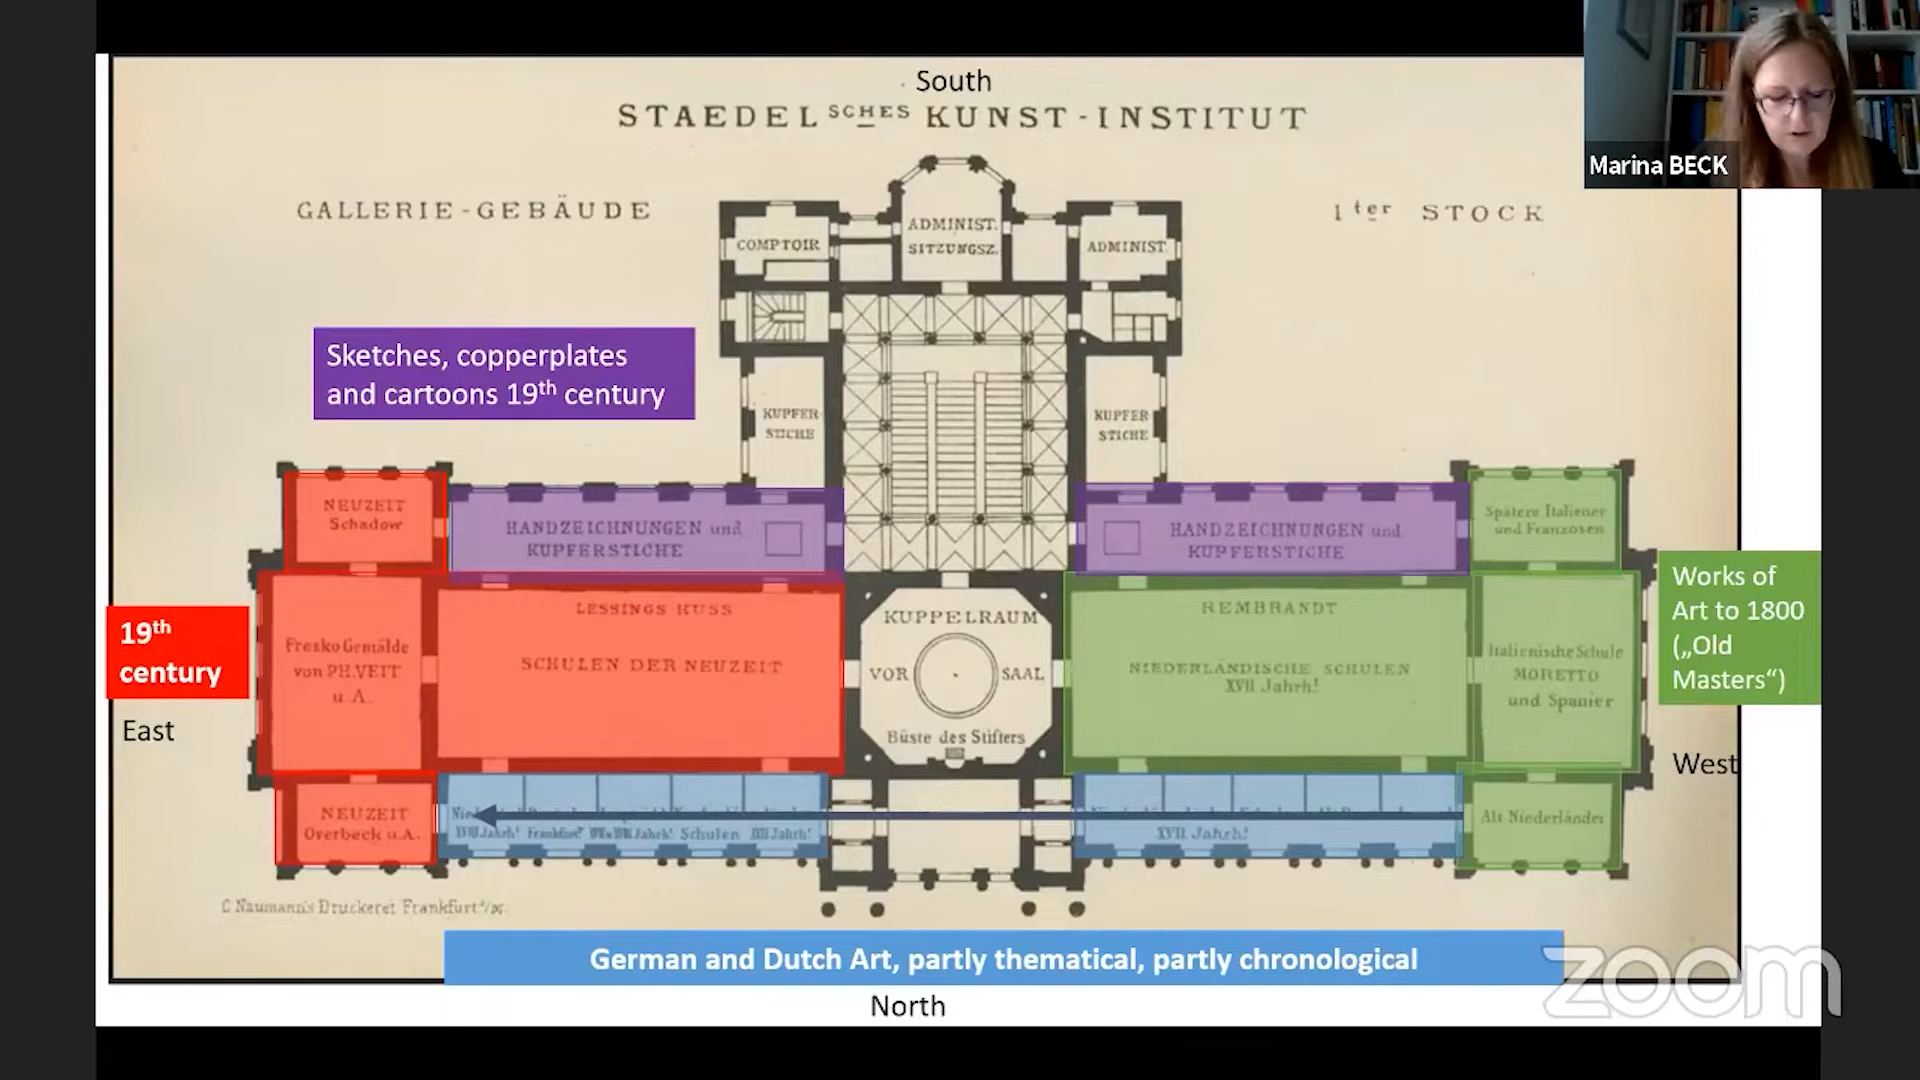 South
STAEDELSCHES KUNST-INSTITUT
GALLERIE-GEBÄUDE
1ter STOCK
Marina BECK
COMPTOIR
ADMINIST.
SITZUNGSZ.
ADMINIST.
Sketches, copperplates
and cartoons 19th century
KUPFER-
STICHE
KUPFER
STICHE
NEUZEIT
Schadow
HANDZEICHNUNGEN und
KUPFERSTICHE
HANDZEICHNUNGEN und
KUPFERSTICHE
Spätere Italiener
und Franzosen
19th
century
East
Fresko Gemälde
von PH.VEIT
u. A.
LESSINGS HUSS
SCHULEN DER NEUZEIT
KUPPELRAUM
VOR SAAL
Büste des Stifters
REMBRANDT
NIEDERLÄNDISCHE SCHULEN
XVII Jahrh!
Italienische Schule
MORETTO
und Spanier
Works of
Art to 1800
(„Old
Masters“)
West
NEUZEIT
Overbeck u.A.
Frankfurt Schulen
XVII Jahrh!
Alt Niederländer
C Naumann's Druckerei Frankfurt a/M.
German and Dutch Art, partly thematical, partly chronological
North
zoom